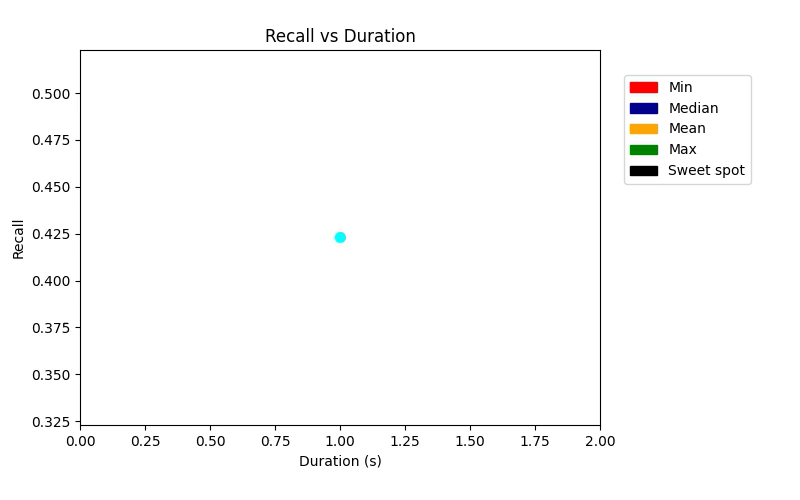 Recall vs Duration
Recall
0.500
0.475
0.450
0.425
0.400
0.375
0.350
0.325
0.00 0.25 0.50 0.75 1.00 1.25 1.50 1.75 2.00
Duration (s)
Min
Median
Mean
Max
Sweet spot